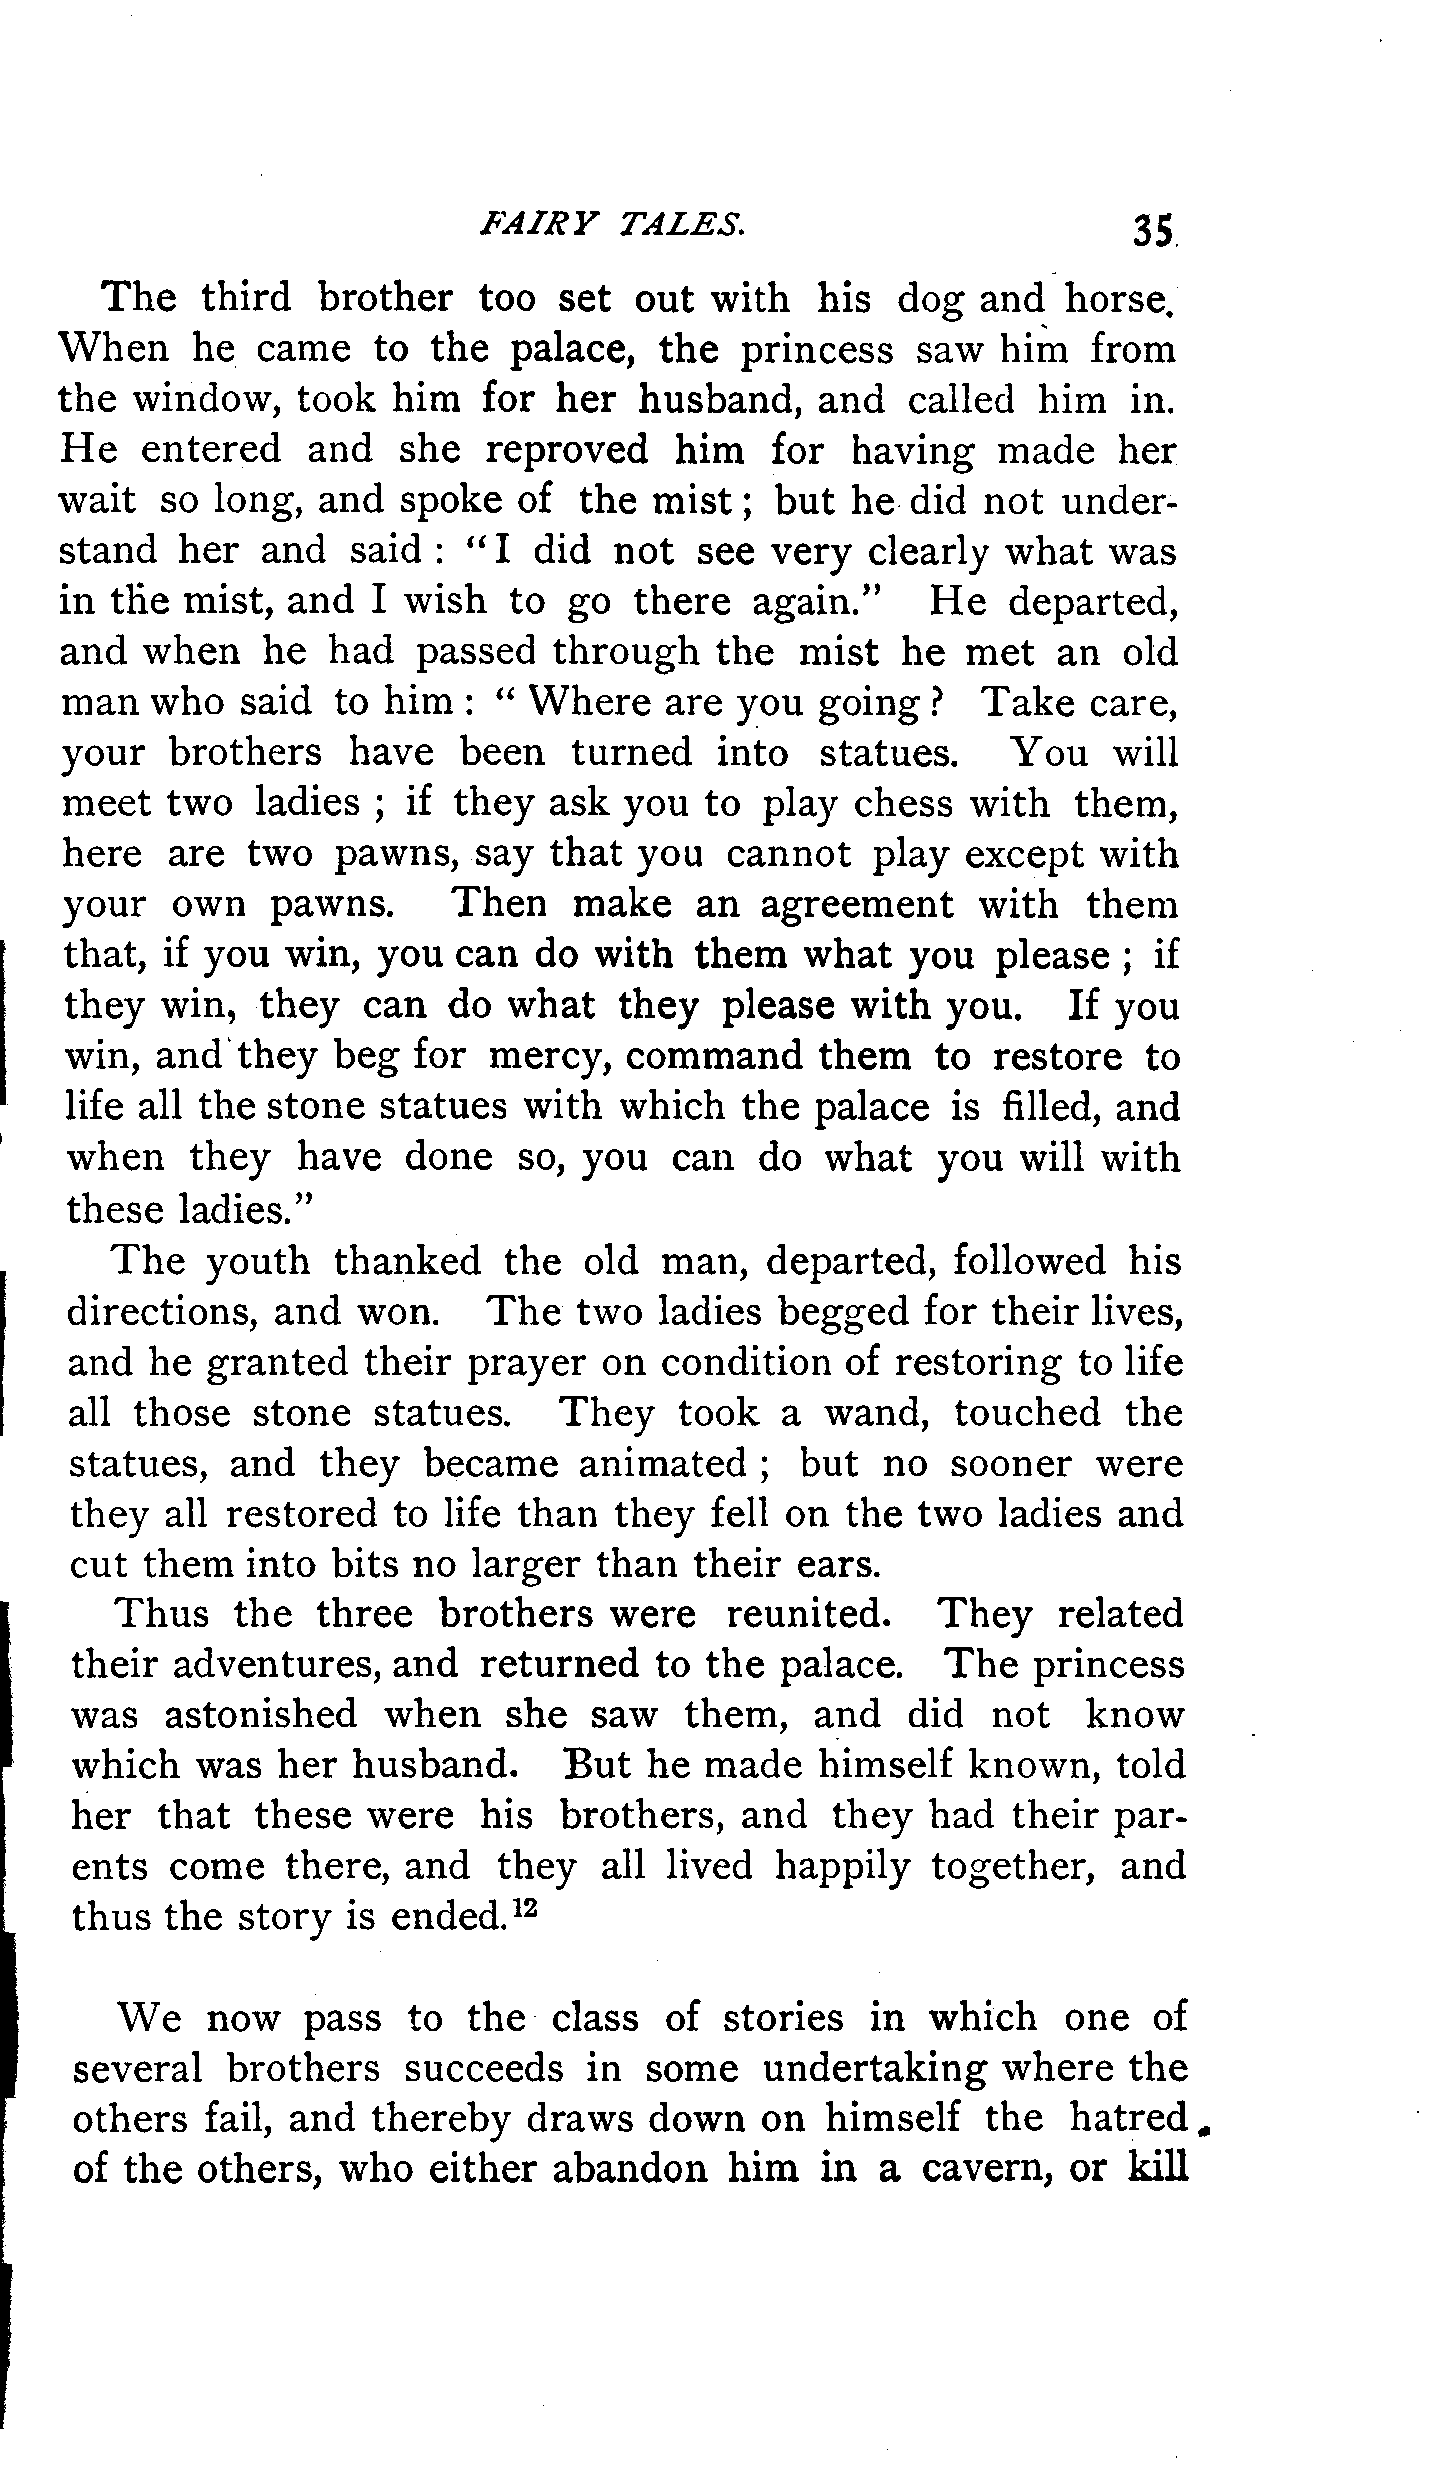 FAIRY TALES. 35
The third brother too set out with his dog and horse.
When he came to the palace, the princess saw him from
the window, took him for her husband, and called him in.
He entered and she reproved him for having made her
wait so long, and spoke of the mist; but he did not under-
stand her and said: "I did not see very clearly what was
in the mist, and I wish to go there again." He departed,
and when he had passed through the mist he met an old
man who said to him: "Where are you going? Take care,
your brothers have been turned into statues. You will
meet two ladies; if they ask you to play chess with them,
here are two pawns, say that you cannot play except with
your own pawns. Then make an agreement with them
that, if you win, you can do with them what you please; if
they win, they can do what they please with you. If you
win, and they beg for mercy, command them to restore to
life all the stone statues with which the palace is filled, and
when they have done so, you can do what you will with
these ladies."
The youth thanked the old man, departed, followed his
directions, and won. The two ladies begged for their lives,
and he granted their prayer on condition of restoring to life
all those stone statues. They took a wand, touched the
statues, and they became animated; but no sooner were
they all restored to life than they fell on the two ladies and
cut them into bits no larger than their ears.
Thus the three brothers were reunited. They related
their adventures, and returned to the palace. The princess
was astonished when she saw them, and did not know
which was her husband. But he made himself known, told
her that these were his brothers, and they had their par-
ents come there, and they all lived happily together, and
thus the story is ended.¹²
We now pass to the class of stories in which one of
several brothers succeeds in some undertaking where the
others fail, and thereby draws down on himself the hatred
of the others, who either abandon him in a cavern, or kill